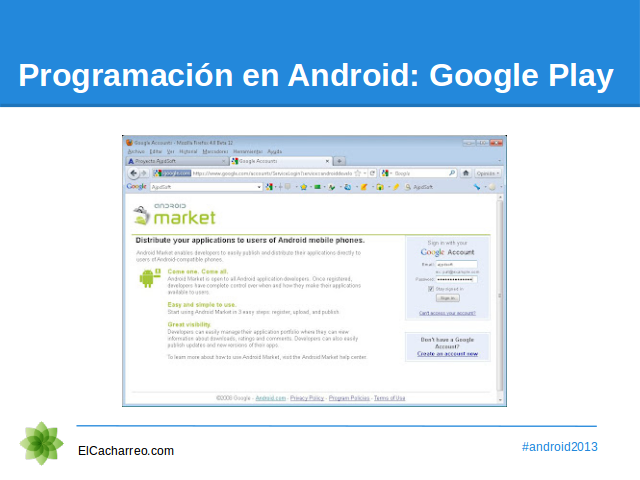 Programación en Android: Google Play
Google Accounts - Mozilla Firefox 4.0 Beta 12
Archivo Editar Ver Historial Marcadores Herramientas Ayuda
Proyecto AjpdSoft
Google Accounts
google.com
https://www.google.com/accounts/ServiceLogin?service=androiddevelo
Google
AjpdSoft
AjpdSoft
Opciones
ANDROID
market
Distribute your applications to users of Android mobile phones.
Android Market enables developers to easily publish and distribute their applications directly to
users of Android-compatible phones.
Come one. Come all.
Android Market is open to all Android application developers. Once registered,
developers have complete control over when and how they make their applications
available to users.
Easy and simple to use.
Start using Android Market in 3 easy steps: register, upload, and publish.
Great visibility.
Developers can easily manage their application portfolio where they can view
information about downloads, ratings and comments. Developers can also easily
publish updates and new versions of their apps.
To learn more about how to use Android Market, visit the Android Market help center.
Sign in with your
Google Account
Email:
ex: pat@example.com
Password:
Stay signed in
Sign in
Can't access your account?
Don't have a Google
Account?
Create an account now
Google - Android.com - Privacy Policy - Program Policies - Terms of Use
ElCacharreo.com
#android2013